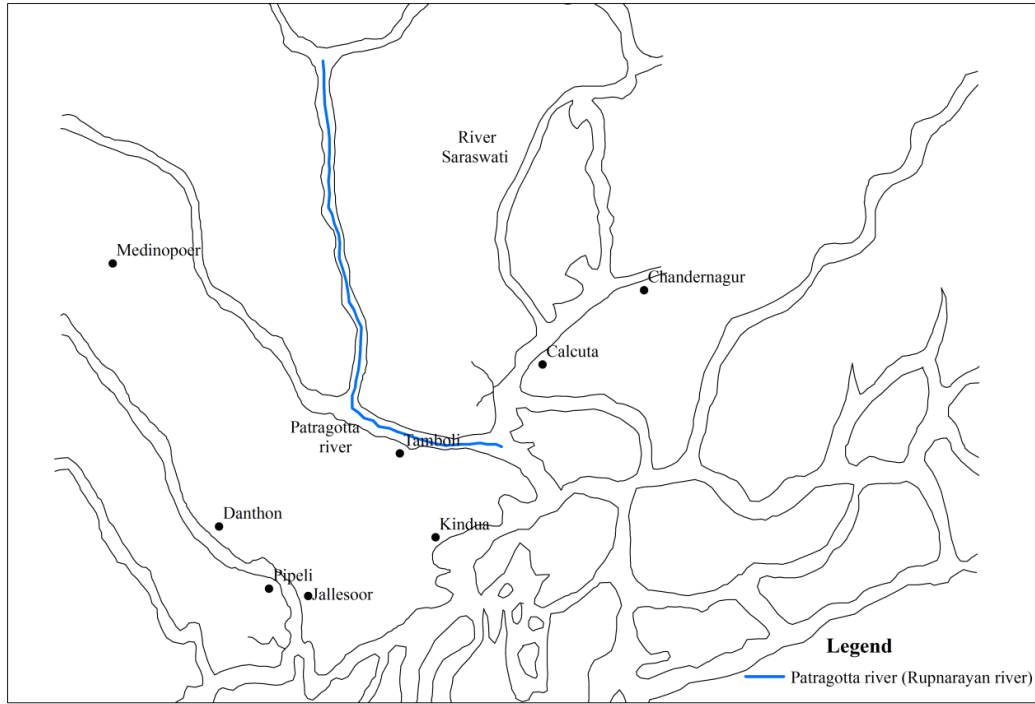 River
Saraswati
Medinopoer
Chandernagur
Calcuta
Patragotta
river
Tamboli
Danthon
Kindua
Pipeli
Jallesoor
Legend
Patragotta river (Rupnarayan river)